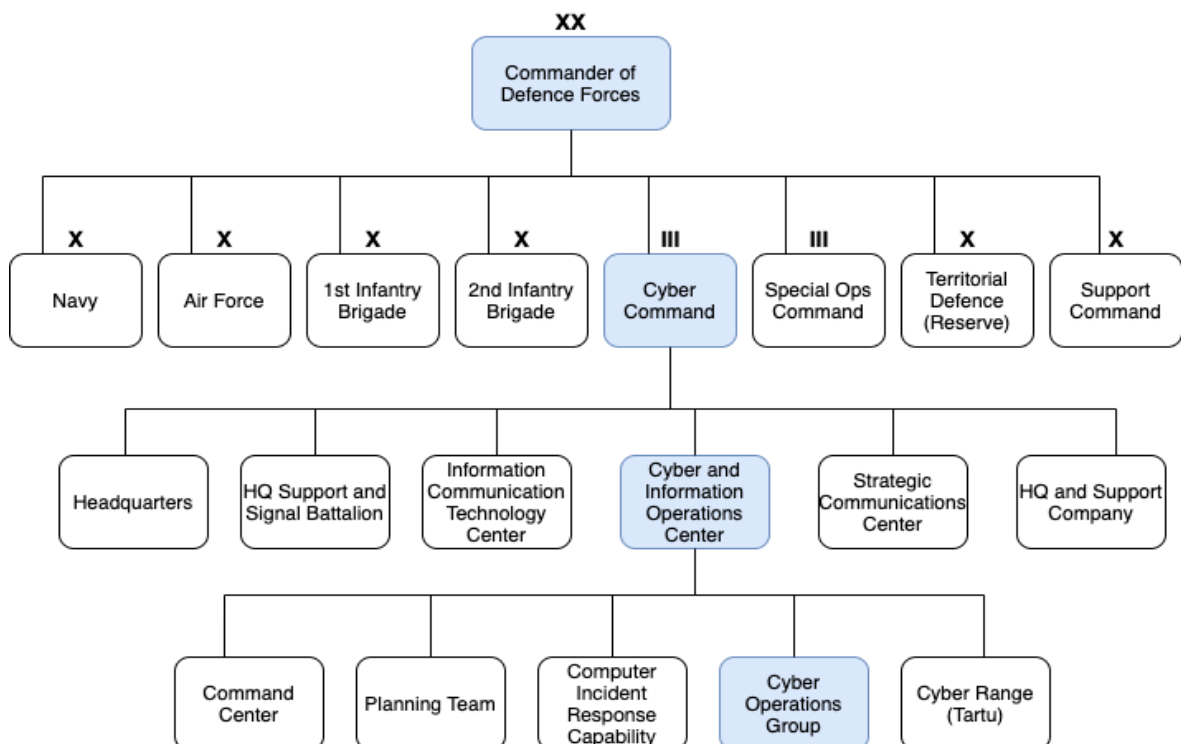 XX
Commander of
Defence Forces
X
X
X
X
III
III
X
X
Navy
Air Force
1st Infantry
Brigade
2nd Infantry
Brigade
Cyber
Command
Special Ops
Command
Territorial
Defence
(Reserve)
Support
Command
Headquarters
HQ Support and
Signal Battalion
Information
Communication
Technology
Center
Cyber and
Information
Operations
Center
Strategic
Communications
Center
HQ and Support
Company
Command
Center
Planning Team
Computer
Incident
Response
Capability
Cyber
Operations
Group
Cyber Range
(Tartu)